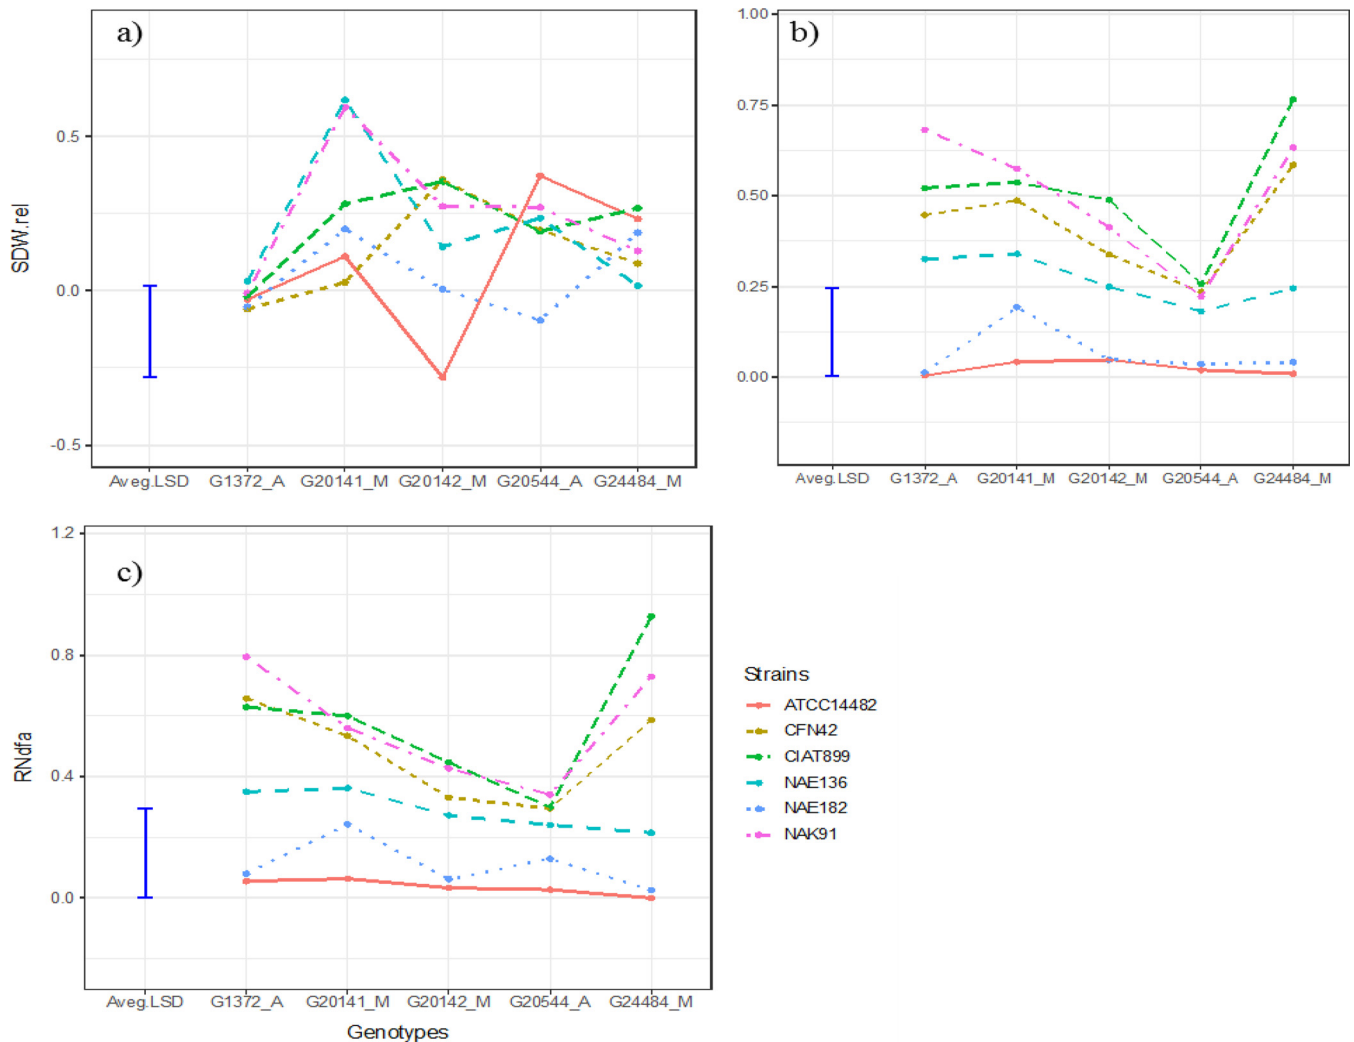 a)
SDW.rel
0.5
0.0
-0.5
Aveg.LSD G1372_A G20141_M G20142_M G20544_A G24484_M
b)
1.00
0.75
0.50
0.25
0.00
Aveg.LSD G1372_A G20141_M G20142_M G20544_A G24484_M
c)
RNdfa
1.2
0.8
0.4
0.0
Aveg.LSD G1372_A G20141_M G20142_M G20544_A G24484_M
Genotypes
Strains
ATCC14482
CFN42
CIAT899
NAE136
NAE182
NAK91